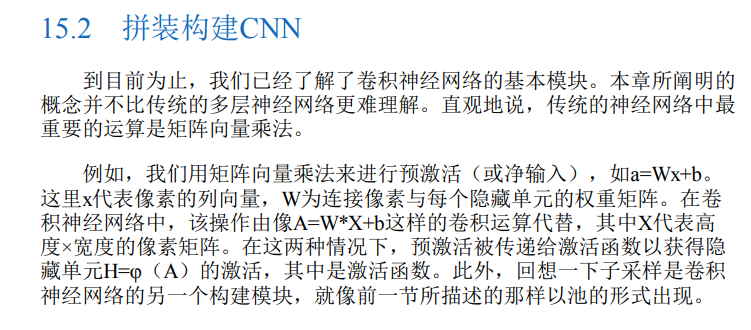 15.2 拼装构建CNN
到目前为止，我们已经了解了卷积神经网络的基本模块。本章所阐明的
概念并不比传统的多层神经网络更难理解。直观地说，传统的神经网络中最
重要的运算是矩阵向量乘法。
例如，我们用矩阵向量乘法来进行预激活（或净输入），如a=Wx+b。
这里x代表像素的列向量，W为连接像素与每个隐藏单元的权重矩阵。在卷
积神经网络中，该操作由像A=W*X+b这样的卷积运算代替，其中X代表高
度×宽度的像素矩阵。在这两种情况下，预激活被传递给激活函数以获得隐
藏单元H=φ（A）的激活，其中是激活函数。此外，回想一下子采样是卷积
神经网络的另一个构建模块，就像前一节所描述的那样以池的形式出现。